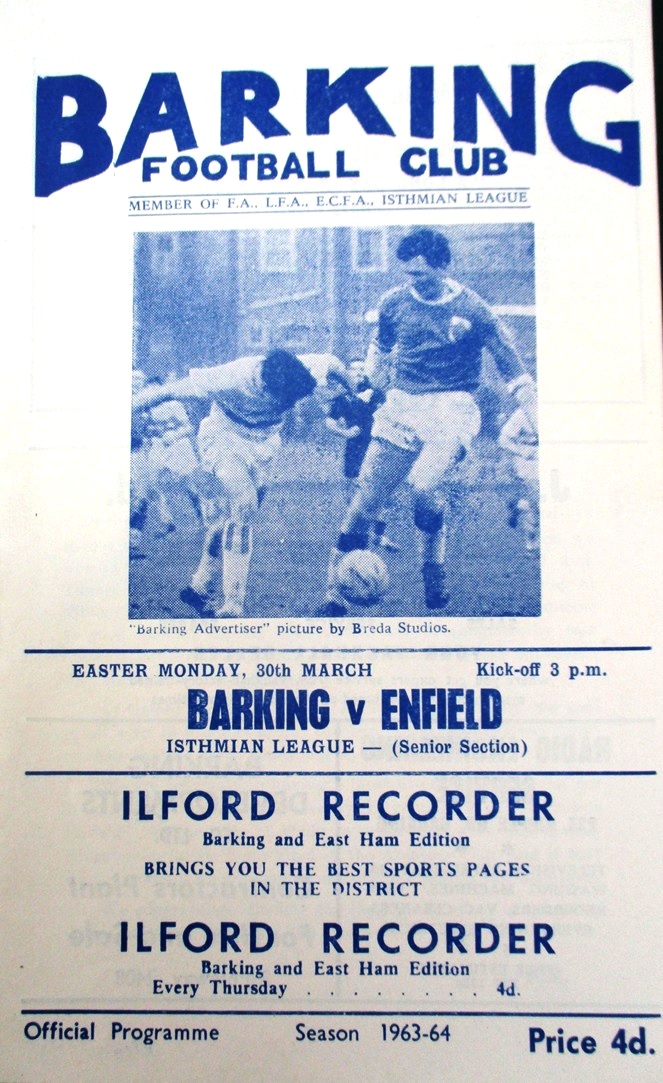 BARKING
FOOTBALL CLUB
MEMBER OF F.A., L.F.A., E.C.F.A., ISTHMIAN LEAGUE
"Barking Advertiser" picture by Breda Studios.
EASTER MONDAY, 30th MARCH Kick-off 3 p.m.
BARKING v ENFIELD
ISTHMIAN LEAGUE — (Senior Section)
ILFORD RECORDER
Barking and East Ham Edition
BRINGS YOU THE BEST SPORTS PAGES
IN THE DISTRICT
ILFORD RECORDER
Barking and East Ham Edition
Every Thursday . . . . . . . . 4d.
Official Programme Season 1963-64 Price 4d.